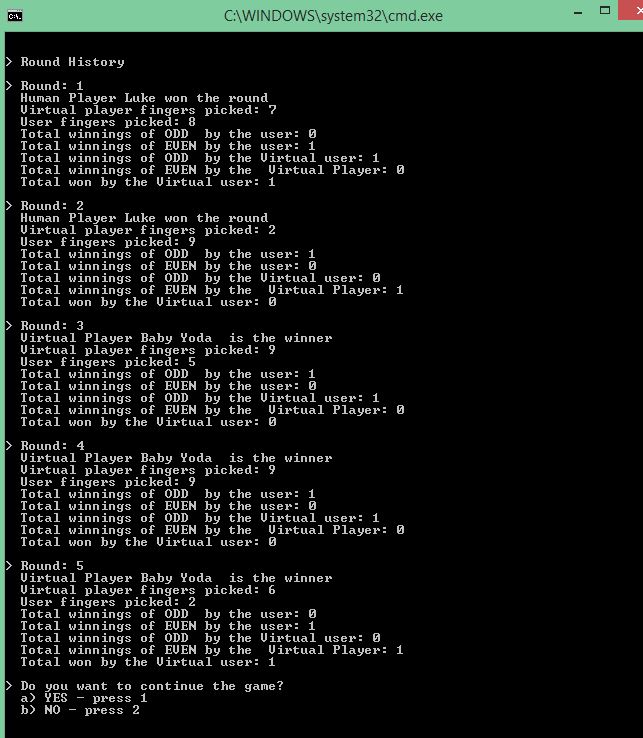 C:\WINDOWS\system32\cmd.exe
> Round History
> Round: 1
Human Player Luke won the round
Virtual player fingers picked: 7
User fingers picked: 8
Total winnings of ODD  by the user: 0
Total winnings of EVEN by the user: 1
Total winnings of ODD  by the Virtual user: 1
Total winnings of EVEN by the  Virtual Player: 0
Total won by the Virtual user: 1
> Round: 2
Human Player Luke won the round
Virtual player fingers picked: 2
User fingers picked: 9
Total winnings of ODD  by the user: 1
Total winnings of EVEN by the user: 0
Total winnings of ODD  by the Virtual user: 0
Total winnings of EVEN by the  Virtual Player: 1
Total won by the Virtual user: 0
> Round: 3
Virtual Player Baby Yoda  is the winner
Virtual player fingers picked: 9
User fingers picked: 5
Total winnings of ODD  by the user: 1
Total winnings of EVEN by the user: 0
Total winnings of ODD  by the Virtual user: 1
Total winnings of EVEN by the  Virtual Player: 0
Total won by the Virtual user: 0
> Round: 4
Virtual Player Baby Yoda  is the winner
Virtual player fingers picked: 9
User fingers picked: 9
Total winnings of ODD  by the user: 1
Total winnings of EVEN by the user: 0
Total winnings of ODD  by the Virtual user: 1
Total winnings of EVEN by the  Virtual Player: 0
Total won by the Virtual user: 0
> Round: 5
Virtual Player Baby Yoda  is the winner
Virtual player fingers picked: 6
User fingers picked: 2
Total winnings of ODD  by the user: 0
Total winnings of EVEN by the user: 1
Total winnings of ODD  by the Virtual user: 0
Total winnings of EVEN by the  Virtual Player: 1
Total won by the Virtual user: 1
> Do you want to continue the game?
a) YES - press 1
b) NO - press 2